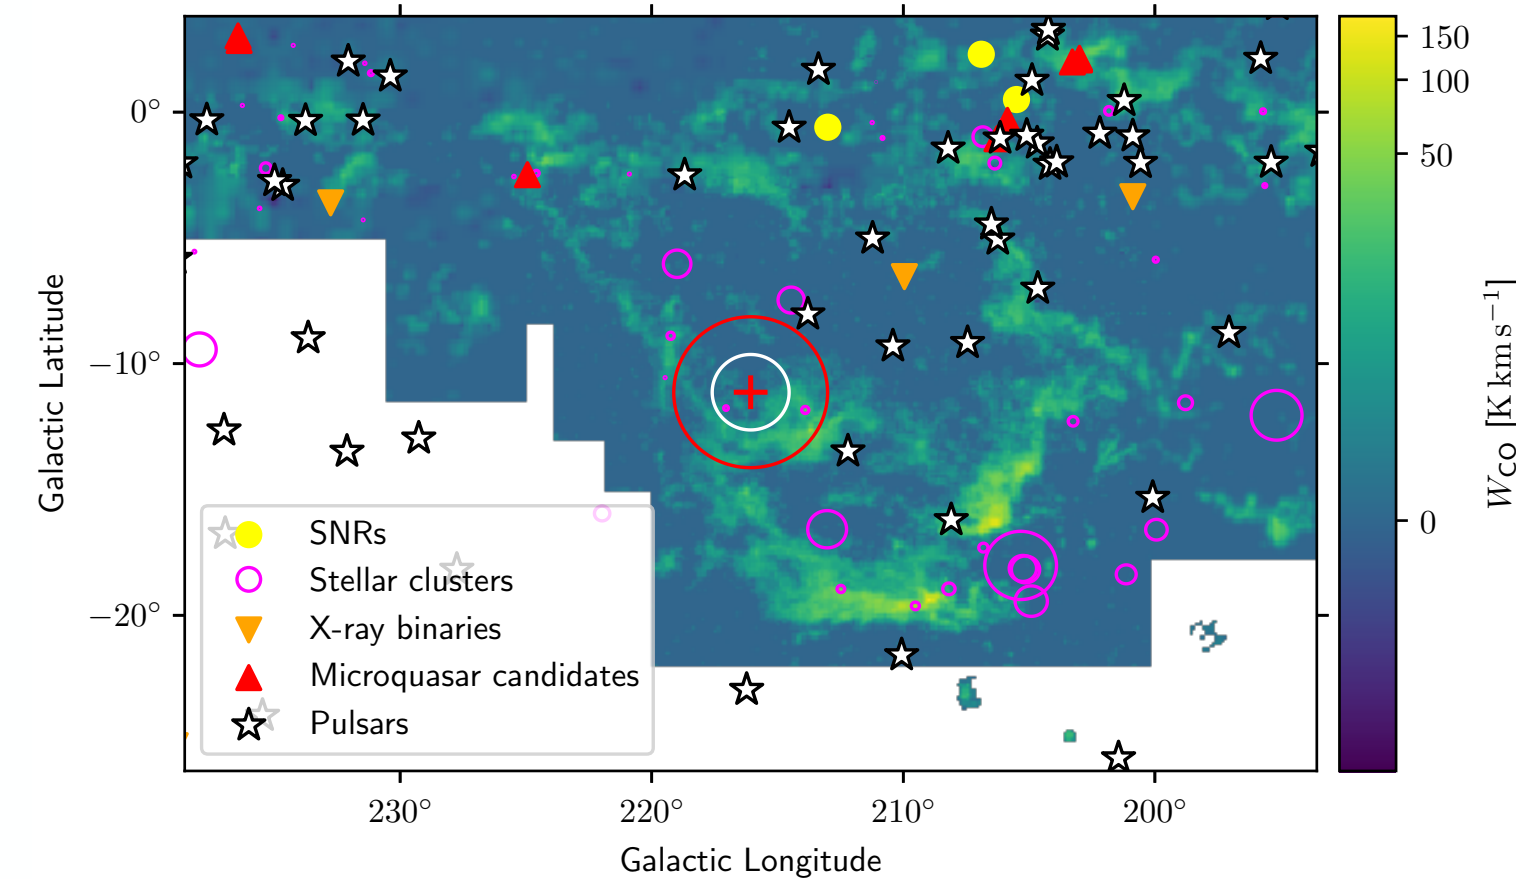 0°
−10°
−20°
Galactic Latitude
SNRs
Stellar clusters
X-ray binaries
Microquasar candidates
Pulsars
230°
220°
210°
200°
Galactic Longitude
150
100
50
0
W_CO [K km s⁻¹]